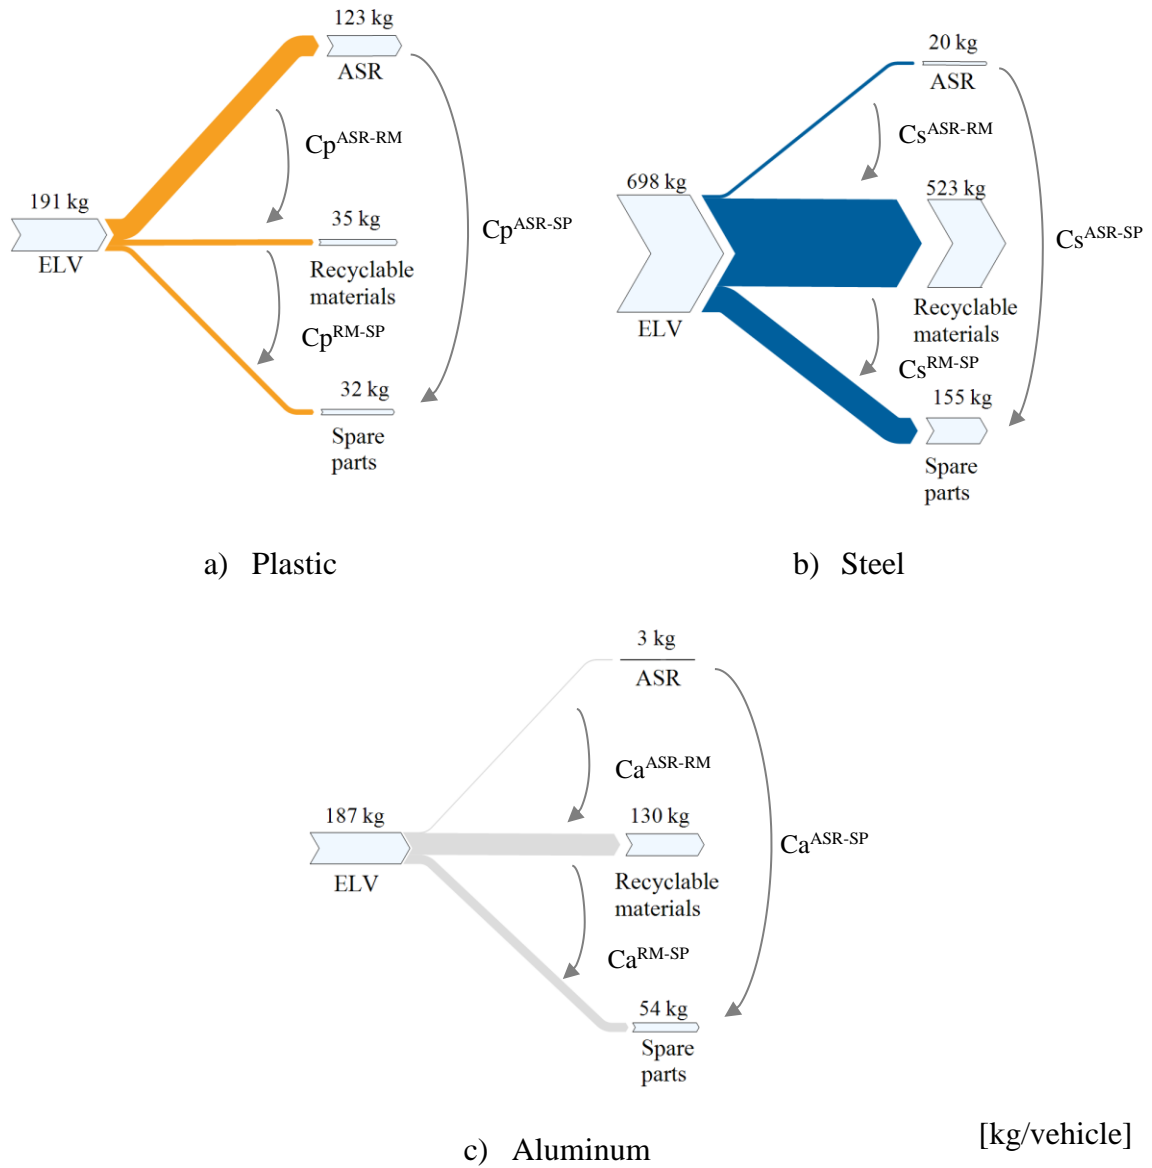 123 kg
ASR
Cp^ASR-RM
191 kg
ELV
35 kg
Recyclable
materials
Cp^ASR-SP
Cp^RM-SP
32 kg
Spare
parts
a) Plastic
20 kg
ASR
Cs^ASR-RM
698 kg
ELV
523 kg
Recyclable
materials
Cs^ASR-SP
Cs^RM-SP
155 kg
Spare
parts
b) Steel
3 kg
ASR
Ca^ASR-RM
187 kg
ELV
130 kg
Recyclable
materials
Ca^ASR-SP
Ca^RM-SP
54 kg
Spare
parts
c) Aluminum
[kg/vehicle]